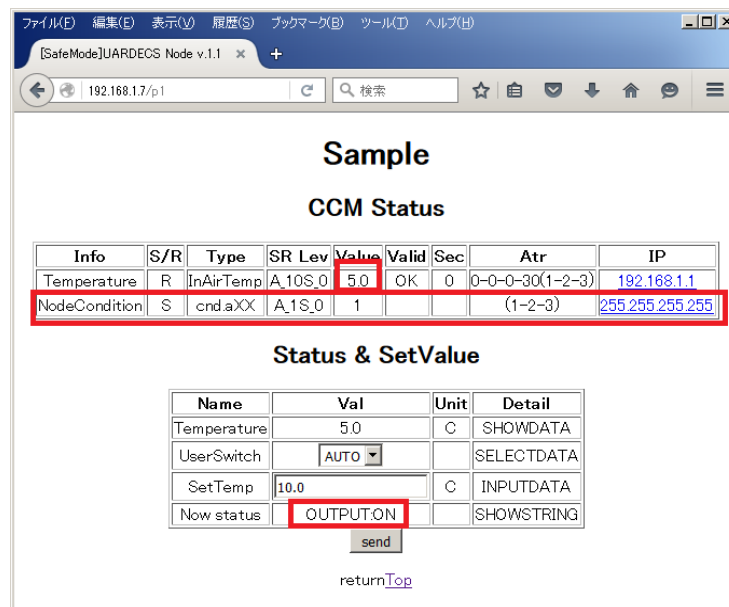 ファイル(F) 編集(E) 表示(V) 履歴(S) ブックマーク(B) ツール(T) ヘルプ(H)
[SafeMode]UARDECS Node v.1.1 × +
192.168.1.7/p1 検索
Sample
CCM Status
Info S/R Type SR Lev Value Valid Sec Atr IP
Temperature R InAirTemp A_10S_0 5.0 OK 0 0-0-0-30(1-2-3) 192.168.1.1
NodeCondition S cnd.aXX A_1S_0 1 (1-2-3) 255.255.255.255
Status & SetValue
Name Val Unit Detail
Temperature 5.0 C SHOWDATA
UserSwitch AUTO SELECTDATA
SetTemp 10.0 C INPUTDATA
Now status OUTPUT:ON SHOWSTRING
send
returnTop